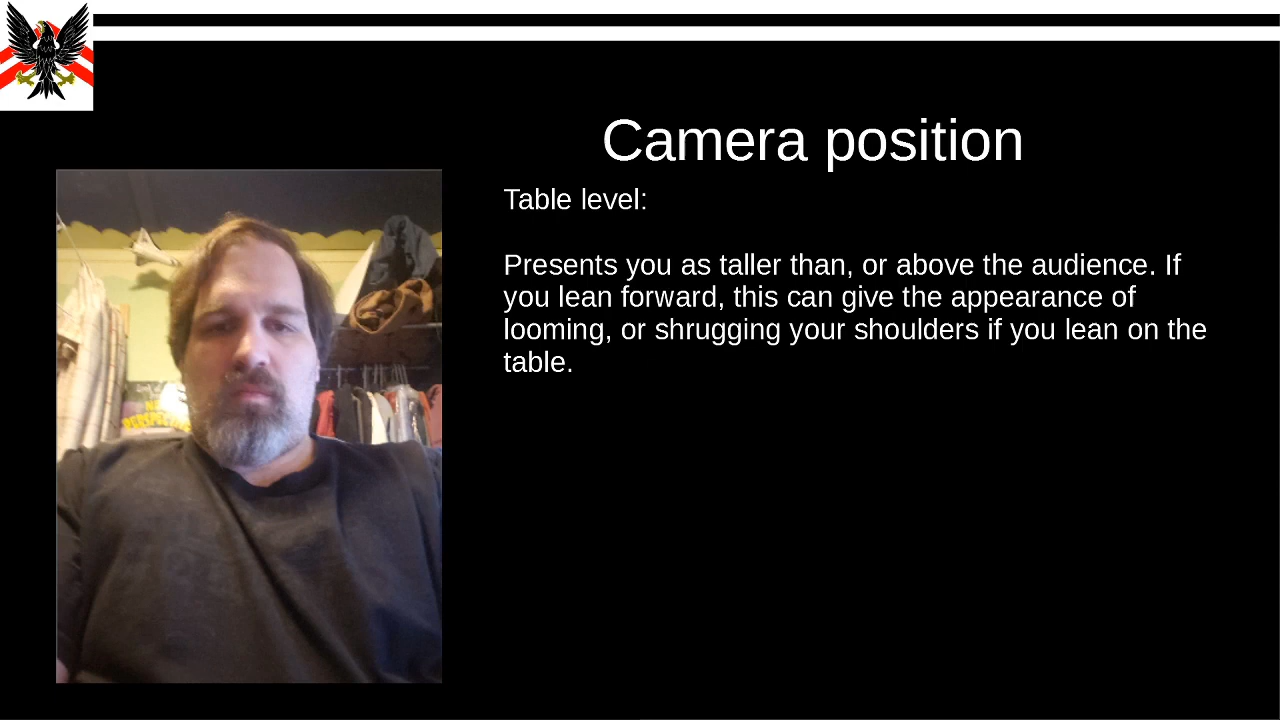 Camera position
Table level:
Presents you as taller than, or above the audience. If
you lean forward, this can give the appearance of
looming, or shrugging your shoulders if you lean on the
table.